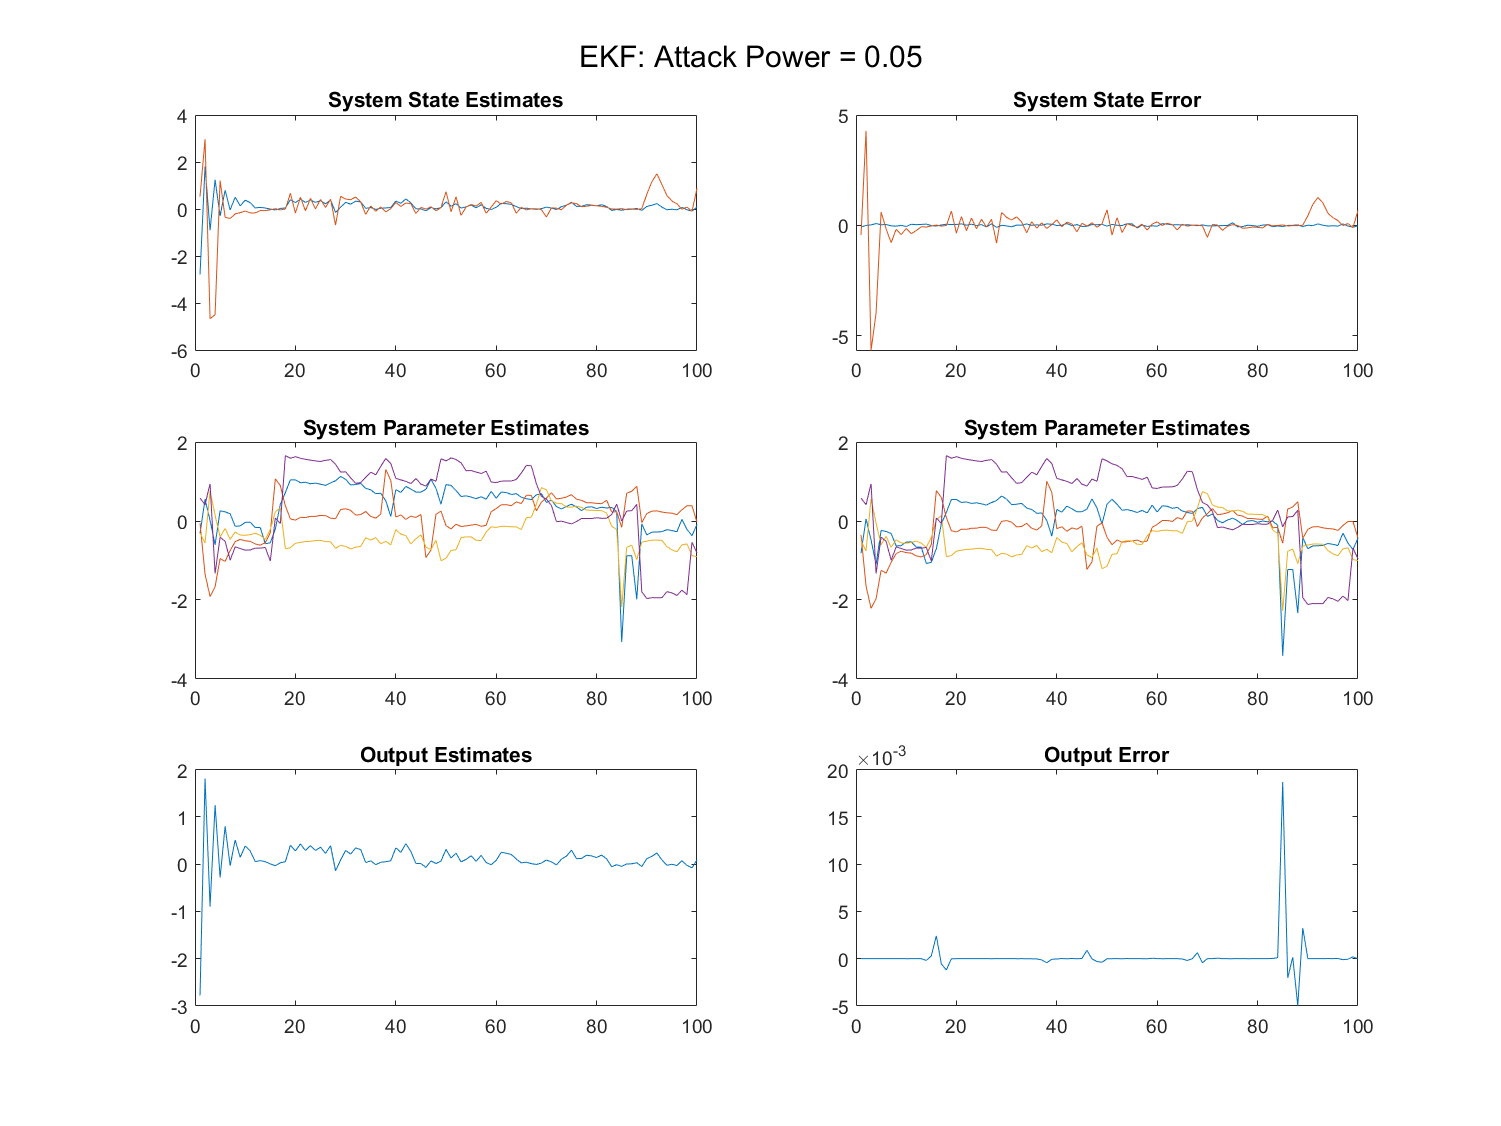 EKF: Attack Power = 0.05
System State Estimates
4
2
0
-2
-4
-6
0 20 40 60 80 100
System State Error
5
0
-5
0 20 40 60 80 100
System Parameter Estimates
2
0
-2
-4
0 20 40 60 80 100
System Parameter Estimates
2
0
-2
-4
0 20 40 60 80 100
Output Estimates
2
1
0
-1
-2
-3
0 20 40 60 80 100
Output Error
×10-3
20
15
10
5
0
-5
0 20 40 60 80 100